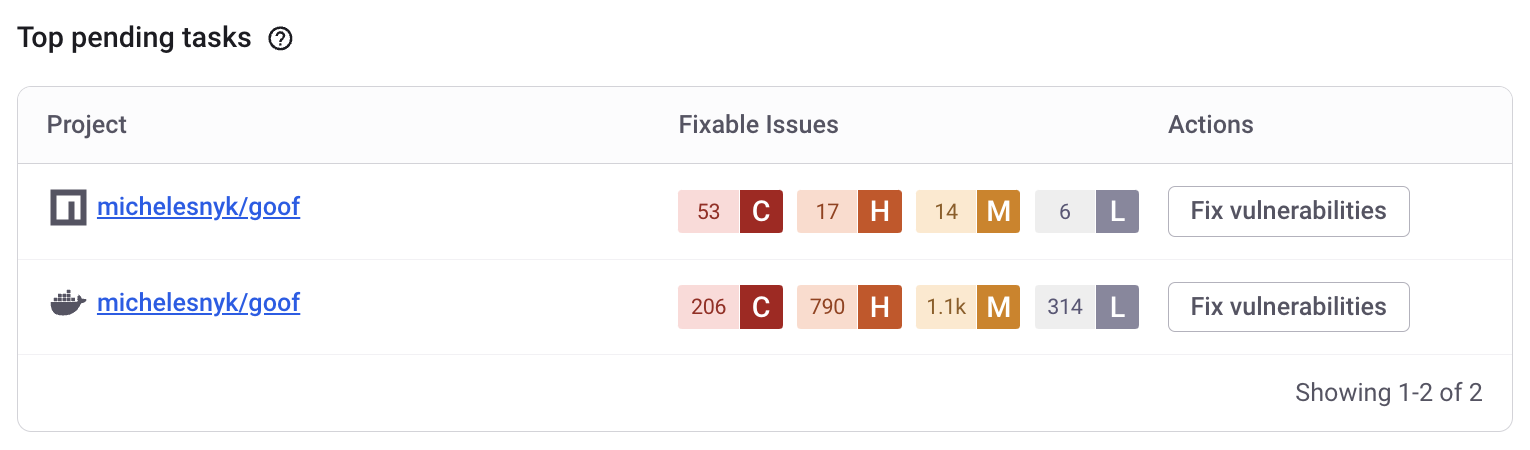 Top pending tasks ?
Project Fixable Issues Actions
michelesnyk/goof 53 C 17 H 14 M 6 L Fix vulnerabilities
michelesnyk/goof 206 C 790 H 1.1k M 314 L Fix vulnerabilities
Showing 1-2 of 2